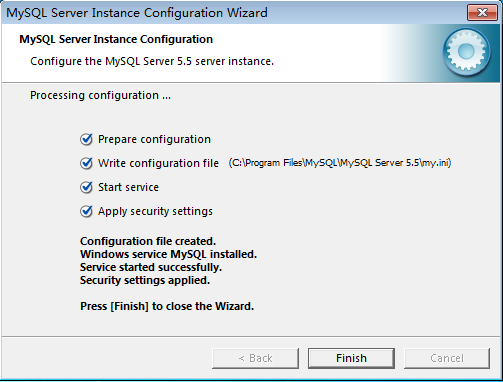 MySQL Server Instance Configuration Wizard
MySQL Server Instance Configuration
Configure the MySQL Server 5.5 server instance.
Processing configuration ...
Prepare configuration
Write configuration file (C:\Program Files\MySQL\MySQL Server 5.5\my.ini)
Start service
Apply security settings
Configuration file created.
Windows service MySQL installed.
Service started successfully.
Security settings applied.
Press [Finish] to close the Wizard.
< Back Finish Cancel